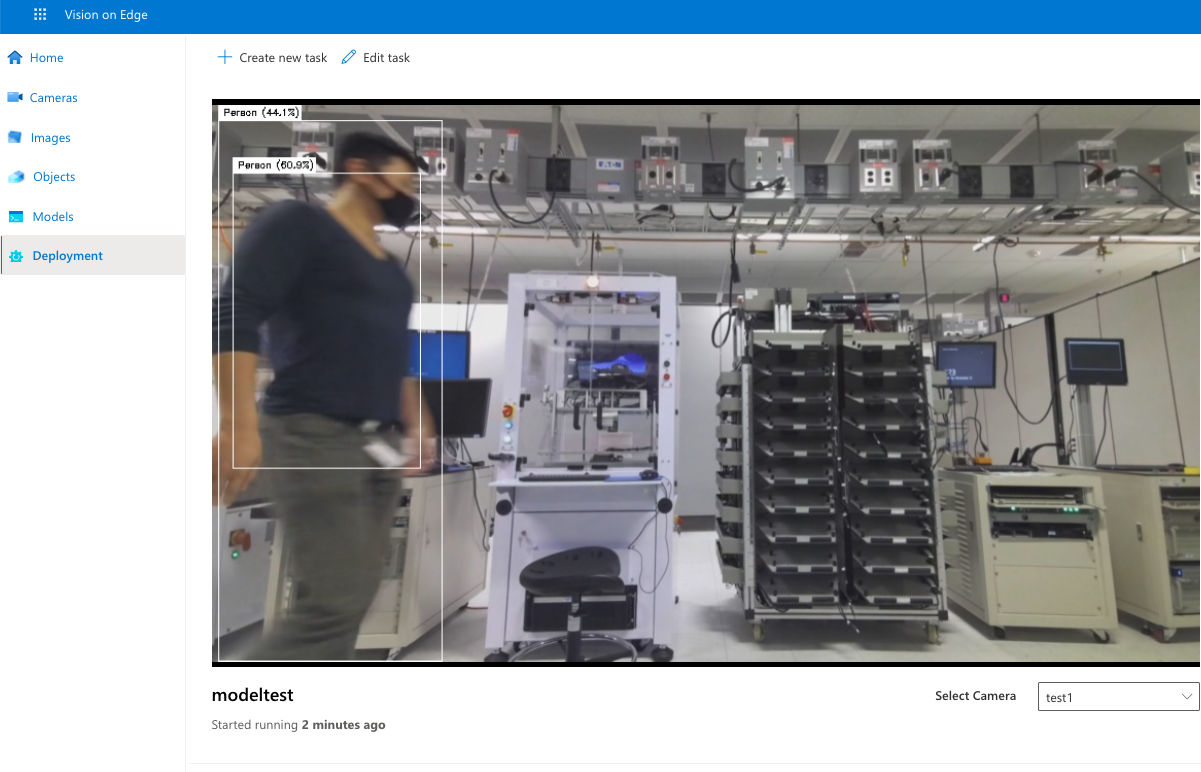 Vision on Edge
Home
Cameras
Images
Objects
Models
Deployment
Create new task
Edit task
Person (44.1%)
Person (60.9%)
EATON
modeltest
Started running 2 minutes ago
Select Camera
test1